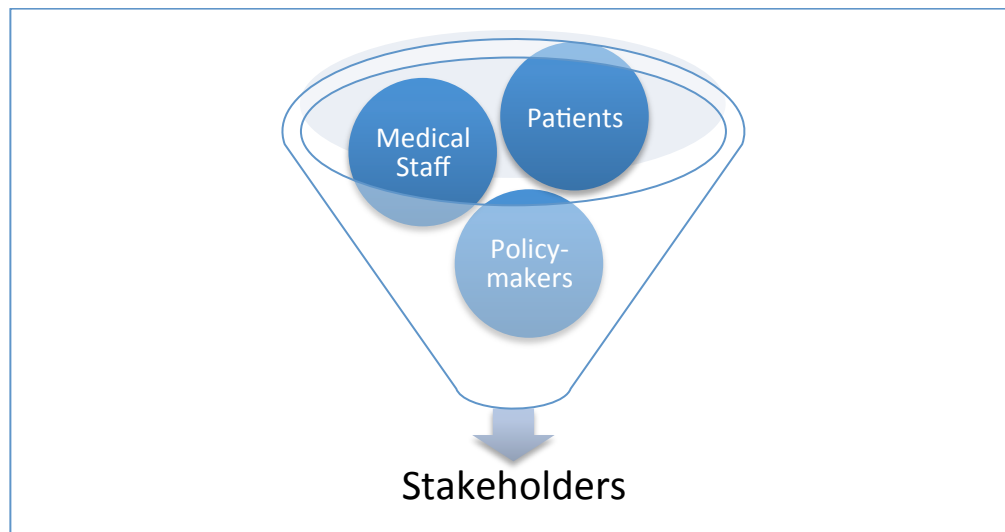 Patients
Medical
Staff
Policy-
makers
Stakeholders